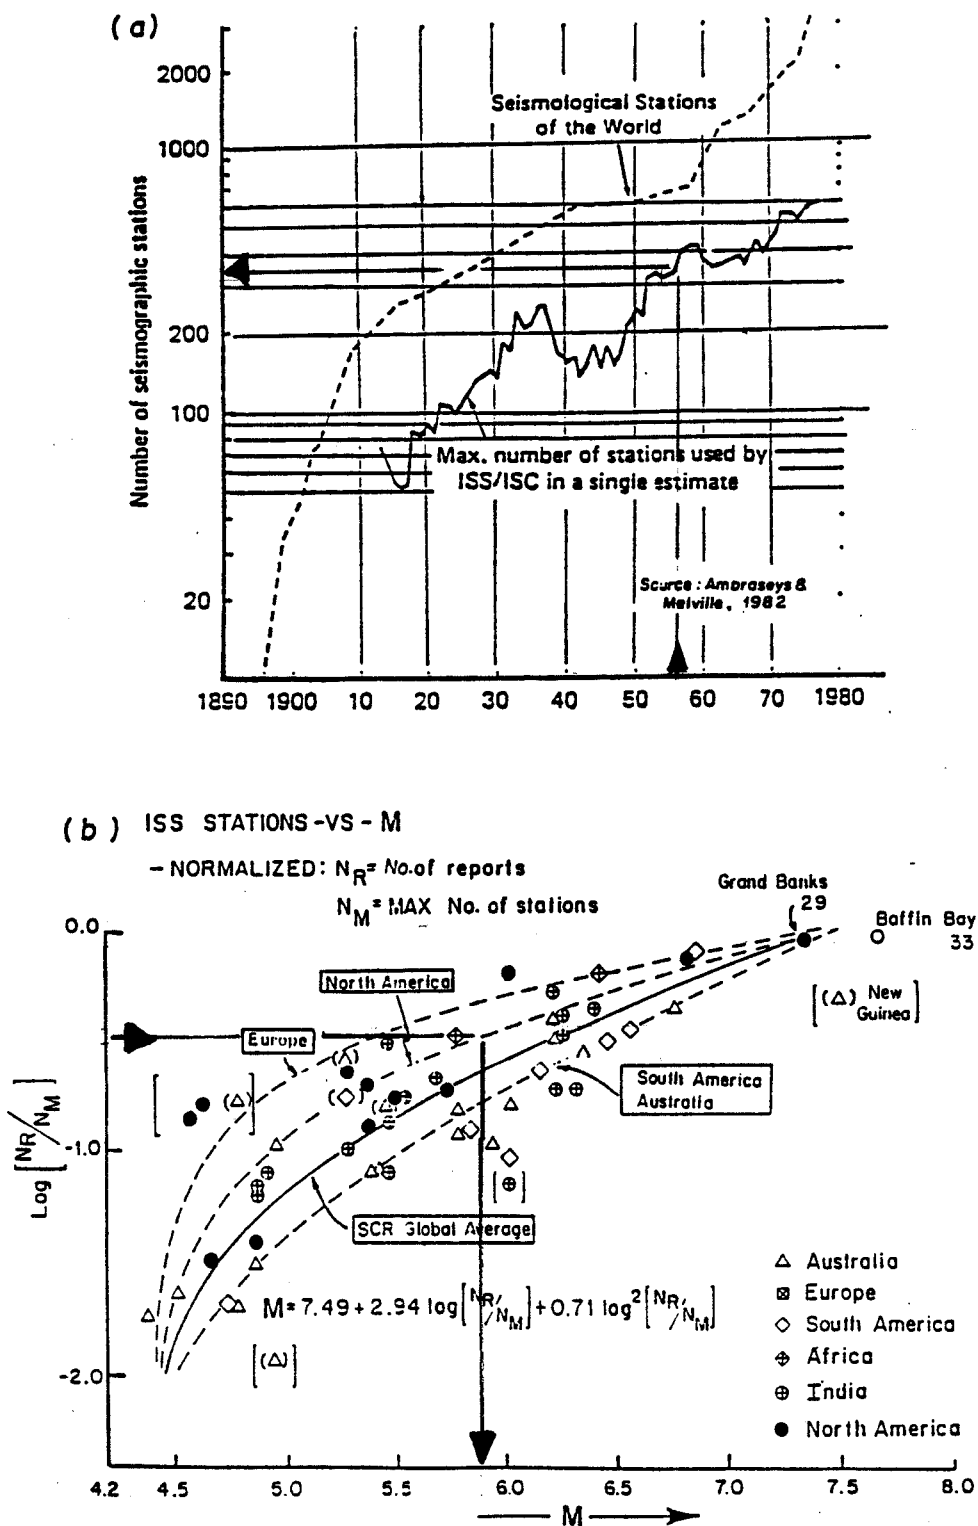 (a)
2000
1000
200
100
20
Number of seismographic stations
Seismological Stations
of the World
Max. number of stations used by
ISS/ISC in a single estimate
Source: Ambraseys &
Melville, 1982
1890 1900 10 20 30 40 50 60 70 1980
(b) ISS STATIONS -VS- M
- NORMALIZED: NR = No. of reports
NM = MAX No. of stations
Grand Banks
29
Baffin Bay
33
0.0
-1.0
-2.0
Log [NR/NM]
North America
Europe
[(△) New
Guinea]
South America
Australia
SCR Global Average
M = 7.49 + 2.94 log [NR/NM] + 0.71 log² [NR/NM]
Australia
Europe
South America
Africa
India
North America
4.2 4.5 5.0 5.5 6.0 6.5 7.0 7.5 8.0
M